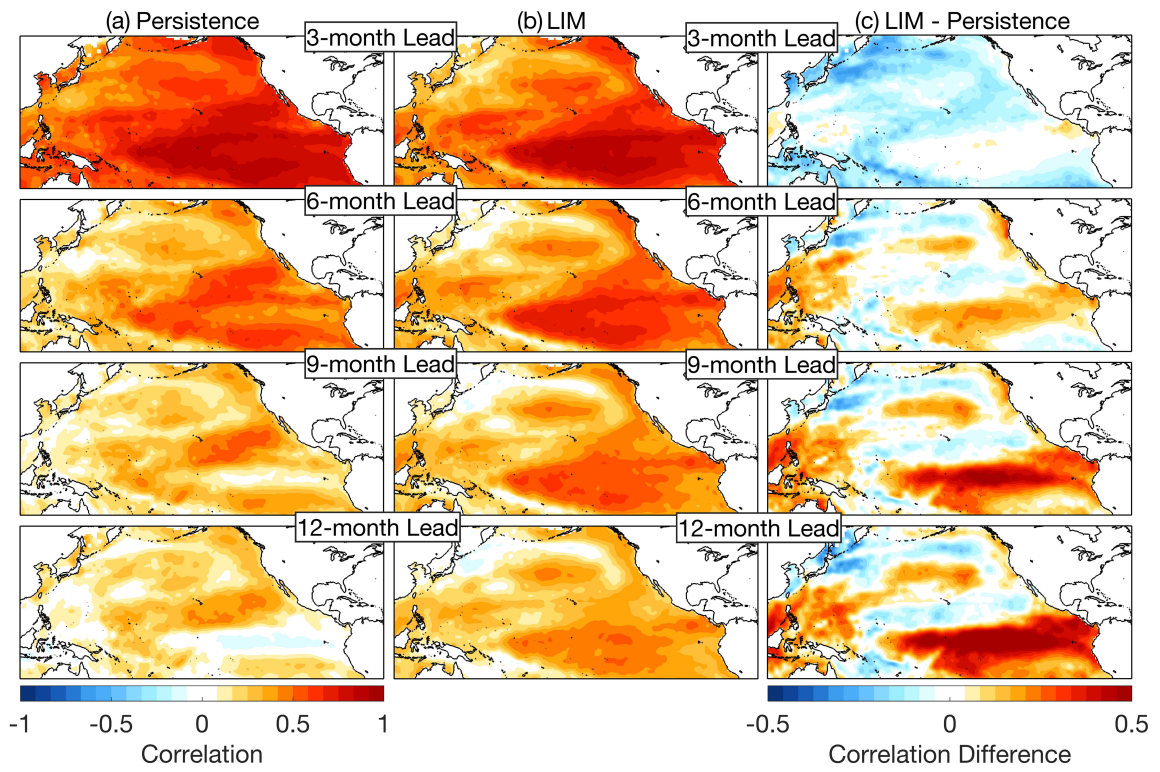 (a) Persistence (b) LIM (c) LIM - Persistence
3-month Lead 3-month Lead
6-month Lead 6-month Lead
9-month Lead 9-month Lead
12-month Lead 12-month Lead
-1 -0.5 0 0.5 1 -0.5 0 0.5
Correlation Correlation Difference